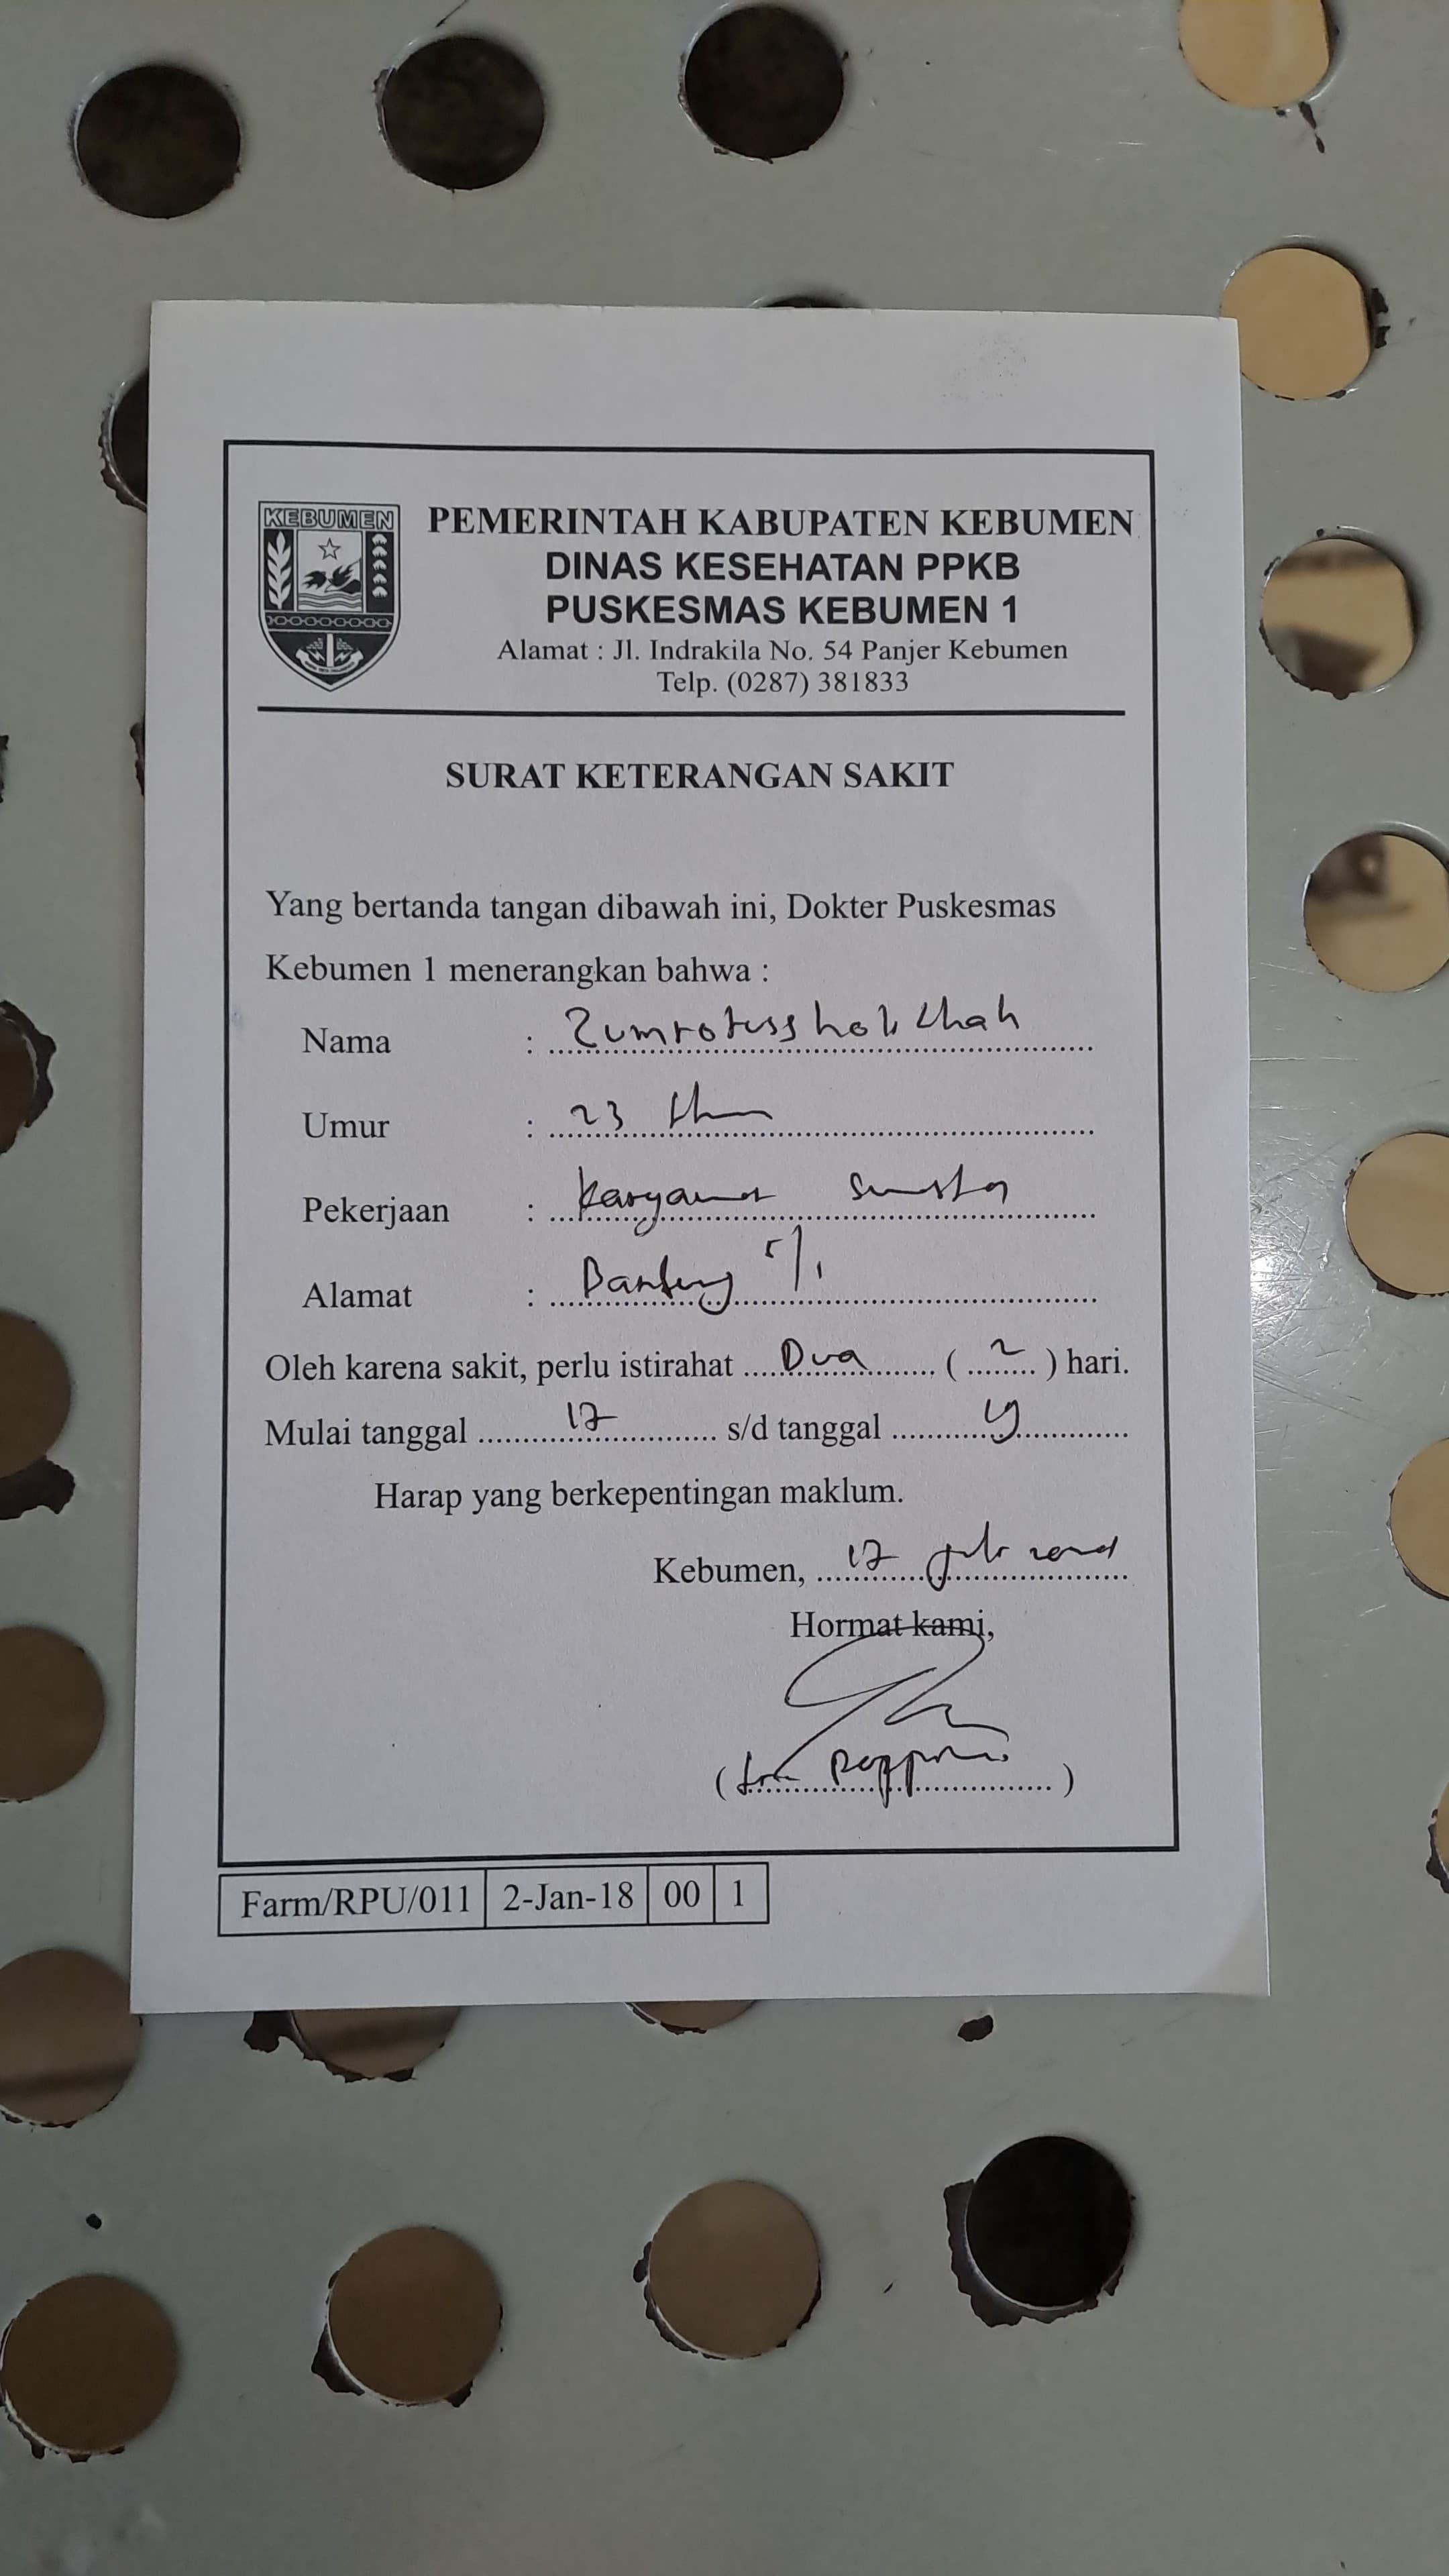 KEBUMEN
PEMERINTAH KABUPATEN KEBUMEN
DINAS KESEHATAN PPKB
PUSKESMAS KEBUMEN 1
Alamat : Jl. Indrakila No. 54 Panjer Kebumen
Telp. (0287) 381833
SURAT KETERANGAN SAKIT
Yang bertanda tangan dibawah ini, Dokter Puskesmas
Kebumen 1 menerangkan bahwa :
Nama : Zumrotussholikhah
Umur : 23 thn
Pekerjaan : Karyawan swasta
Alamat :
Oleh karena sakit, perlu istirahat Dua ( 2 ) hari.
Mulai tanggal 17 s/d tanggal
Harap yang berkepentingan maklum.
Kebumen, 17
Hormat kami,
Farm/RPU/011 2-Jan-18 00 1